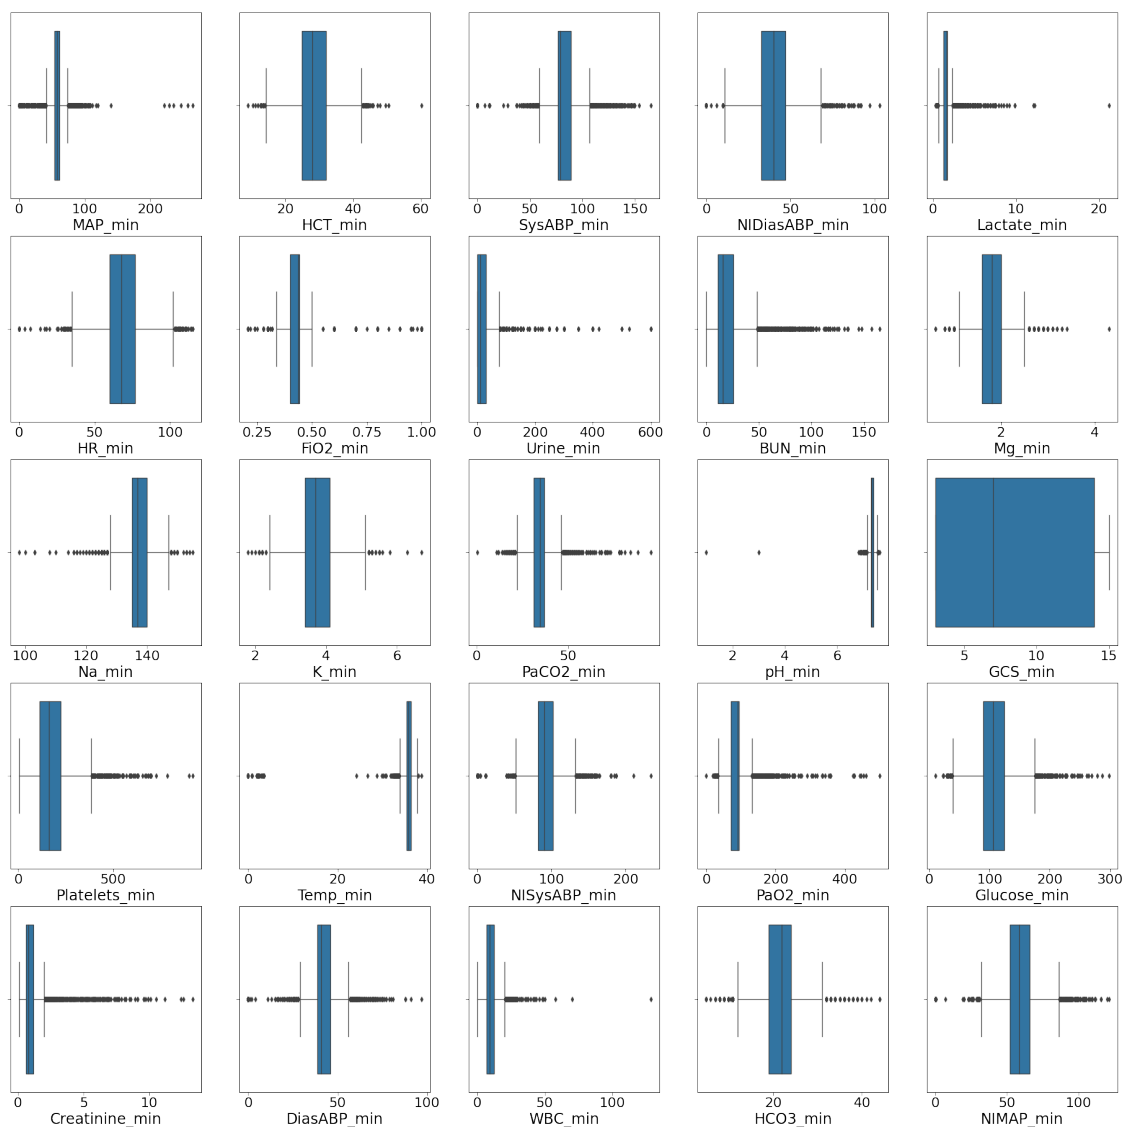 0 100 200
MAP_min
20 40 60
HCT_min
0 50 100 150
SysABP_min
0 50 100
NIDiasABP_min
0 10 20
Lactate_min
0 50 100
HR_min
0.25 0.50 0.75 1.00
FiO2_min
0 200 400 600
Urine_min
0 50 100 150
BUN_min
2 4
Mg_min
100 120 140
Na_min
2 4 6
K_min
0 50
PaCO2_min
2 4 6
pH_min
5 10 15
GCS_min
0 500
Platelets_min
0 20 40
Temp_min
0 100 200
NISysABP_min
0 200 400
PaO2_min
0 100 200 300
Glucose_min
0 5 10
Creatinine_min
0 50 100
DiasABP_min
0 50 100
WBC_min
20 40
HCO3_min
0 50 100
NIMAP_min